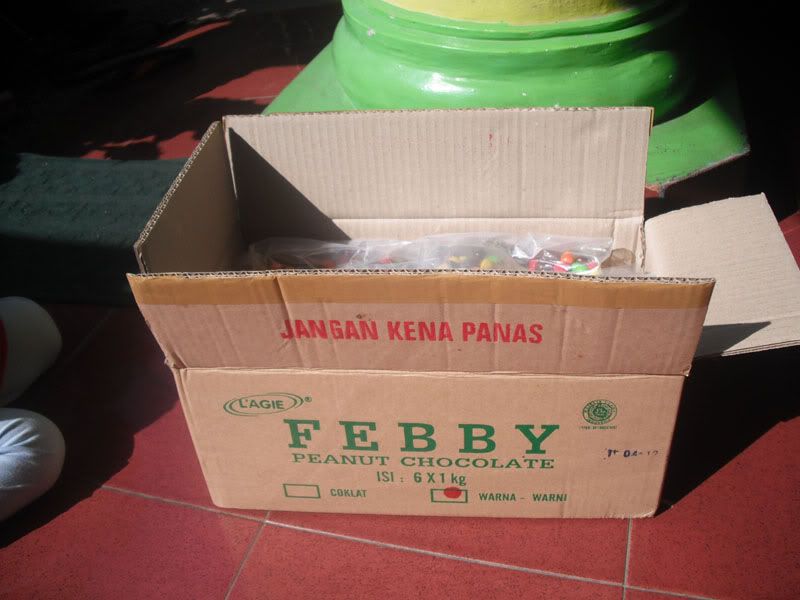 JANGAN KENA PANAS
L'AGIE®
FEBBY
PEANUT CHOCOLATE
ISI : 6 X 1 kg
COKLAT
WARNA - WARNI